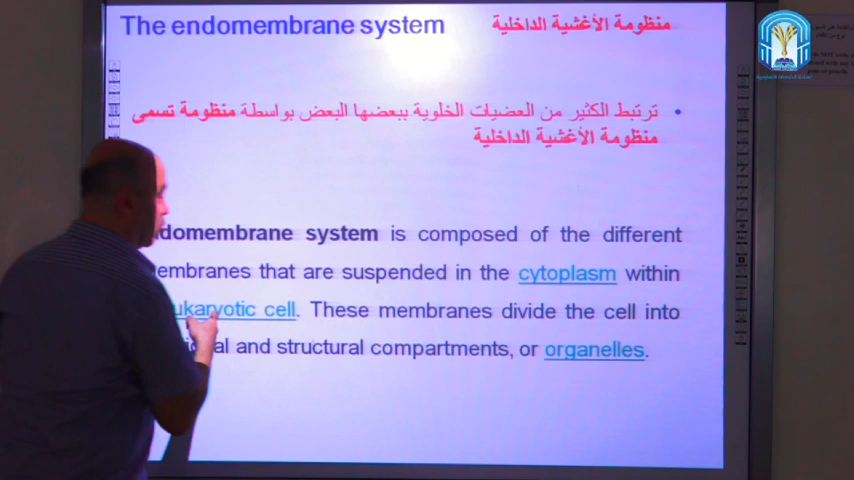 The endomembrane system منظومة الأغشية الداخلية
• ترتبط الكثير من العضيات الخلوية ببعضها البعض بواسطة منظومة تسمى
منظومة الأغشية الداخلية
domembrane system is composed of the different
embranes that are suspended in the cytoplasm within
ukaryotic cell. These membranes divide the cell into
al and structural compartments, or organelles.